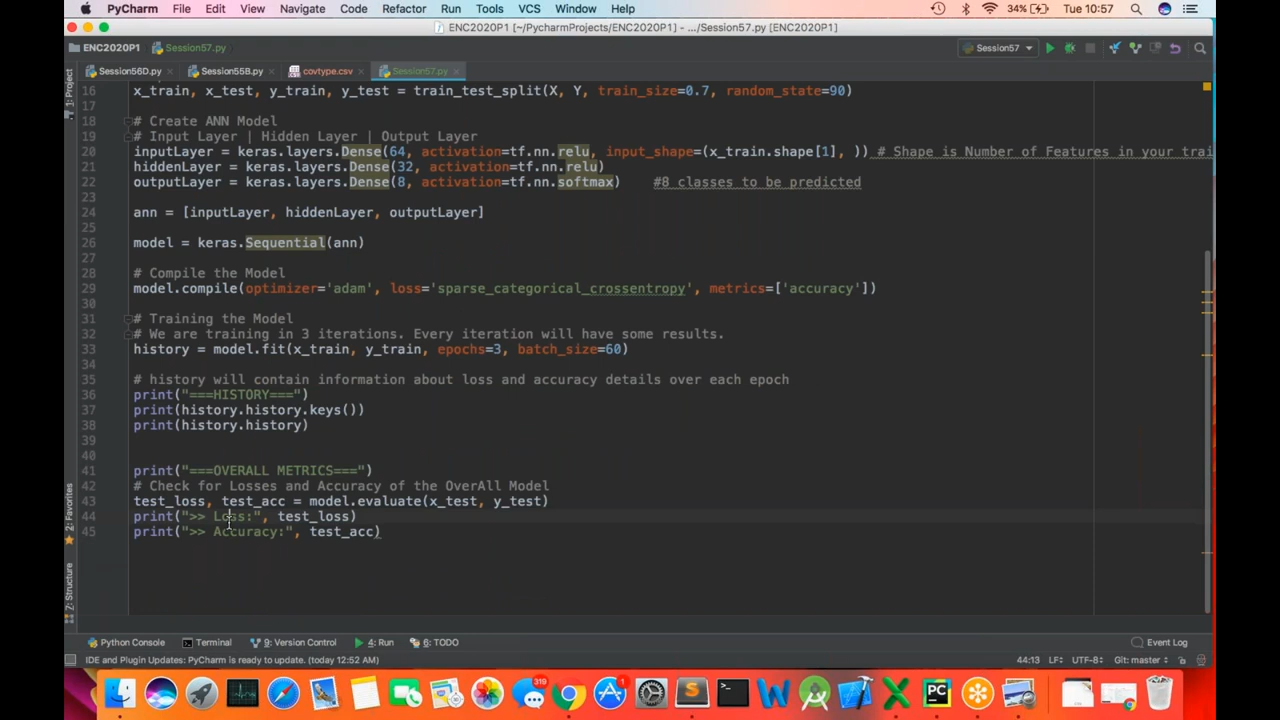 PyCharm File Edit View Navigate Code Refactor Run Tools VCS Window Help 34% Tue 10:57
ENC2020P1 [~/PycharmProjects/ENC2020P1] - .../Session57.py [ENC2020P1]
ENC2020P1 Session57.py Session57
Session56D.py Session55B.py covtype.csv Session57.py
1: Project
16 x_train, x_test, y_train, y_test = train_test_split(X, Y, train_size=0.7, random_state=90)
17
18 # Create ANN Model
19 # Input Layer | Hidden Layer | Output Layer
20 inputLayer = keras.layers.Dense(64, activation=tf.nn.relu, input_shape=(x_train.shape[1], )) # Shape is Number of Features in your trai
21 hiddenLayer = keras.layers.Dense(32, activation=tf.nn.relu)
22 outputLayer = keras.layers.Dense(8, activation=tf.nn.softmax) #8 classes to be predicted
23
24 ann = [inputLayer, hiddenLayer, outputLayer]
25
26 model = keras.Sequential(ann)
27
28 # Compile the Model
29 model.compile(optimizer='adam', loss='sparse_categorical_crossentropy', metrics=['accuracy'])
30
31 # Training the Model
32 # We are training in 3 iterations. Every iteration will have some results.
33 history = model.fit(x_train, y_train, epochs=3, batch_size=60)
34
35 # history will contain information about loss and accuracy details over each epoch
36 print("===HISTORY===")
37 print(history.history.keys())
38 print(history.history)
39
40
41 print("===OVERALL METRICS===")
42 # Check for Losses and Accuracy of the OverAll Model
43 test_loss, test_acc = model.evaluate(x_test, y_test)
44 print(">> Loss:", test_loss)
45 print(">> Accuracy:", test_acc)
2: Favorites
7: Structure
Python Console Terminal 9: Version Control 4: Run 6: TODO Event Log
IDE and Plugin Updates: PyCharm is ready to update. (today 12:52 AM) 44:13 LF÷ UTF-8÷ Git: master÷
319
1
PC